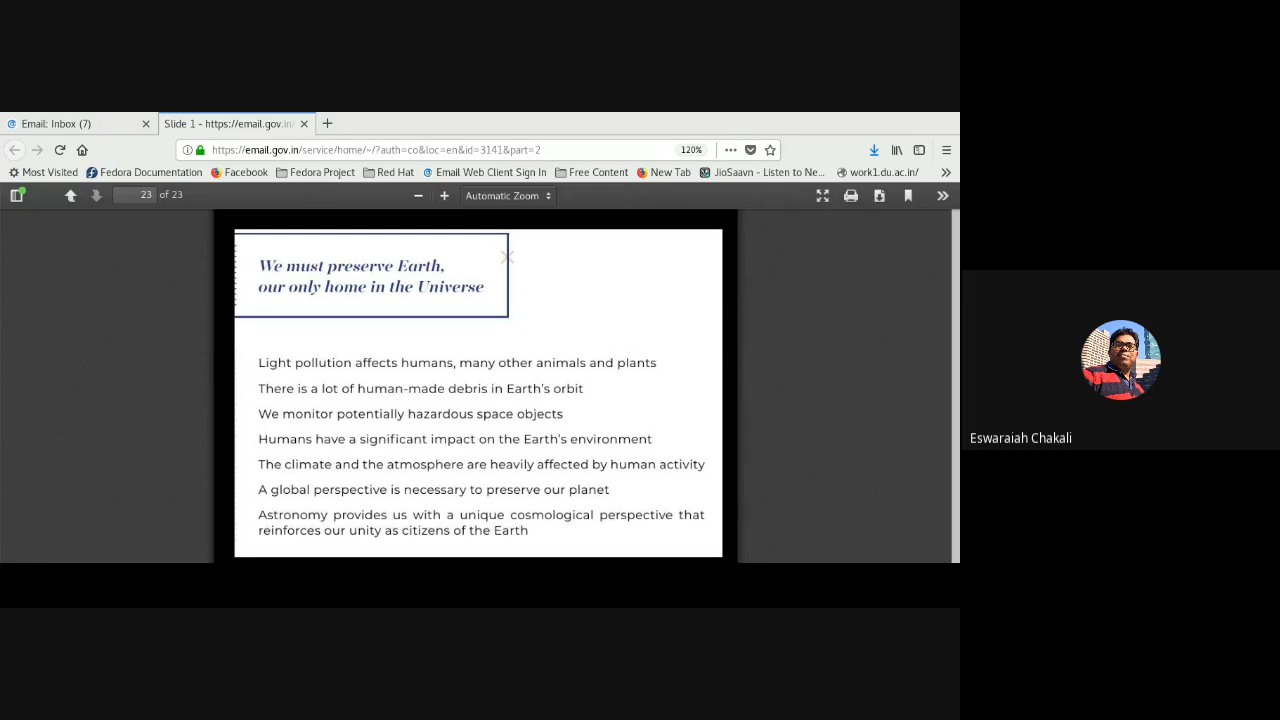 Email: Inbox (7)
Slide 1 - https://email.gov.in
https://email.gov.in/service/home/~/?auth=co&loc=en&id=3141&part=2
120%
Most Visited
Fedora Documentation
Facebook
Fedora Project
Red Hat
Email Web Client Sign In
Free Content
New Tab
JioSaavn - Listen to Ne...
work1.du.ac.in/
23 of 23
Automatic Zoom
We must preserve Earth,
our only home in the Universe
Light pollution affects humans, many other animals and plants
There is a lot of human-made debris in Earth's orbit
We monitor potentially hazardous space objects
Humans have a significant impact on the Earth's environment
The climate and the atmosphere are heavily affected by human activity
A global perspective is necessary to preserve our planet
Astronomy provides us with a unique cosmological perspective that
reinforces our unity as citizens of the Earth
Eswaraiah Chakali